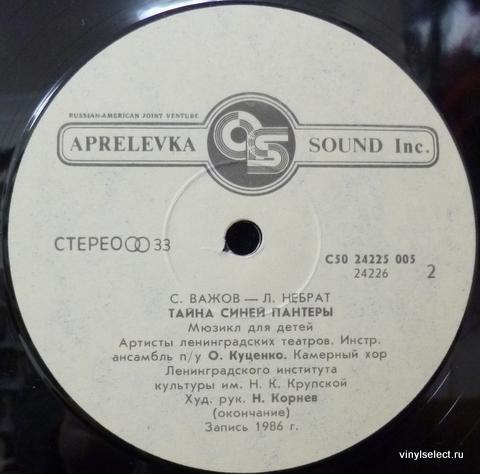 RUSSIAN-AMERICAN JOINT VENTURE
APRELEVKA SOUND Inc.
СТЕРЕО 33
С50 24225 005
24226 2
С. ВАЖОВ — Л. НЕБРАТ
ТАЙНА СИНЕЙ ПАНТЕРЫ
Мюзикл для детей
Артисты ленинградских театров. Инстр.
ансамбль п/у О. Куценко. Камерный хор
Ленинградского института
культуры им. Н. К. Крупской
Худ. рук. Н. Корнев
(окончание)
Запись 1986 г.
vinylselect.ru